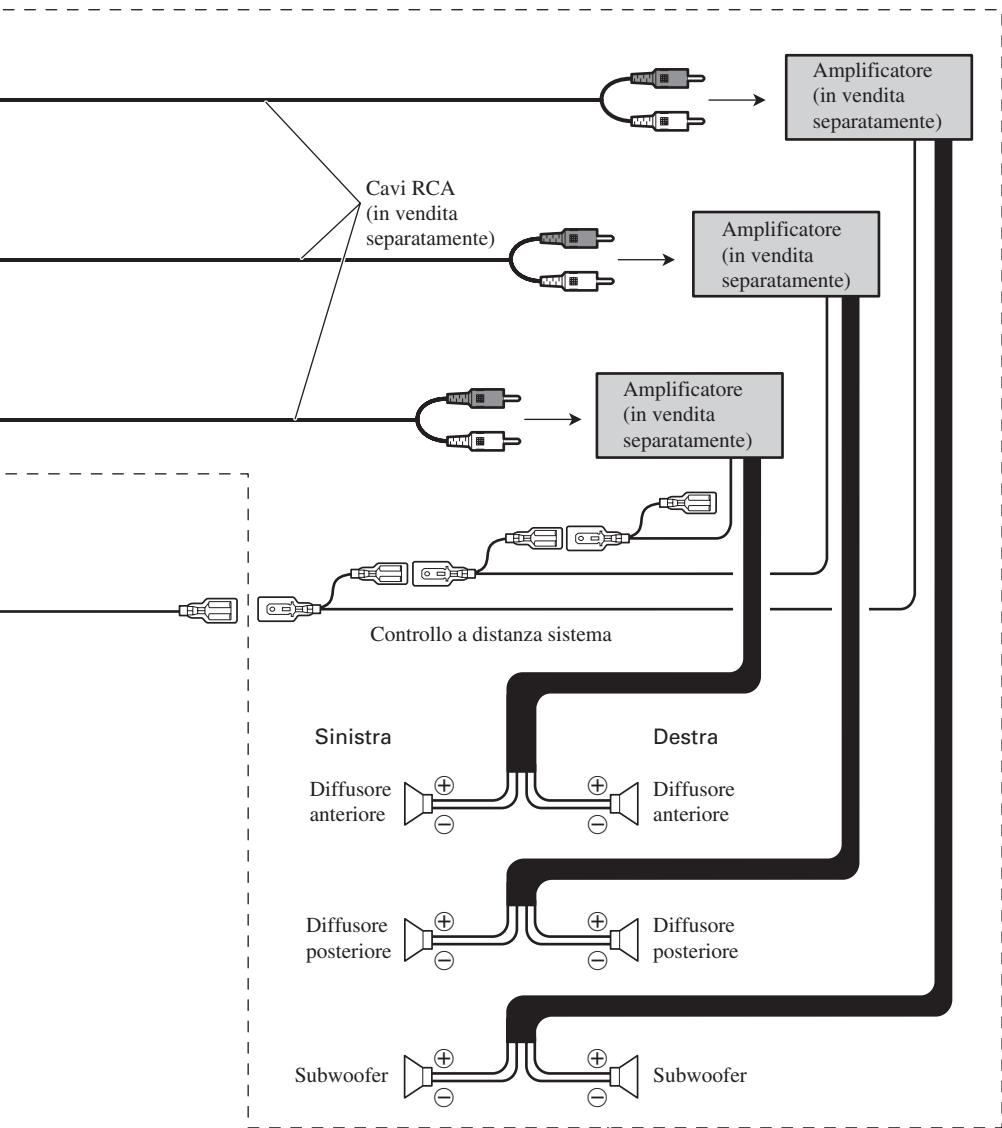 Amplificatore
(in vendita
separatamente)
Cavi RCA
(in vendita
separatamente)
Amplificatore
(in vendita
separatamente)
Amplificatore
(in vendita
separatamente)
Controllo a distanza sistema
Sinistra
Destra
Diffusore
anteriore
Diffusore
anteriore
Diffusore
posteriore
Diffusore
posteriore
Subwoofer
Subwoofer